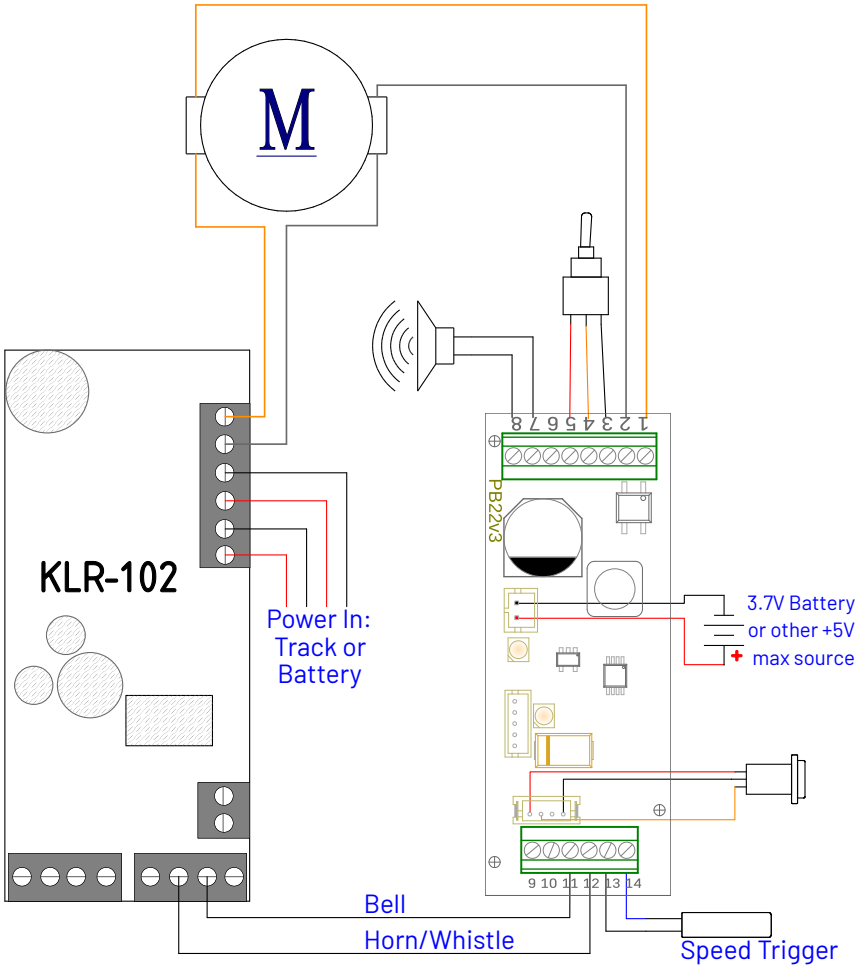 M
8 7 6 5 4 3 2 1
PB22v3
KLR-102
Power In:
Track or
Battery
3.7V Battery
or other +5V
+ max source
9 10 11 12 13 14
Bell
Horn/Whistle
Speed Trigger